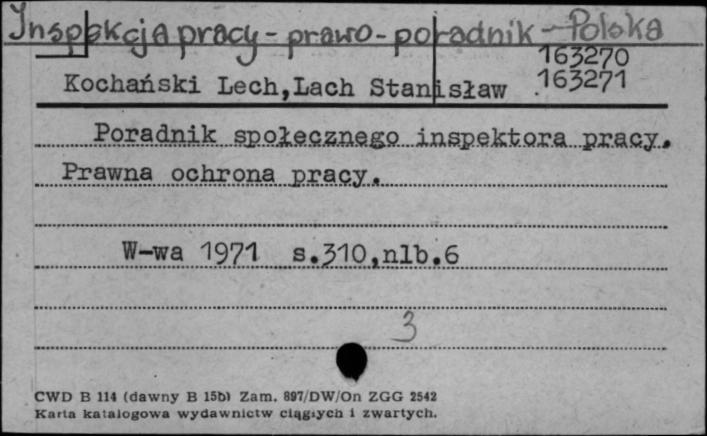 Inspekcja pracy - prawo - poradnik - Polska
163270
Kochański Lech,Lach Stanisław
163271
Poradnik społecznego inspektora pracy.
Prawna ochrona pracy.
W-wa 1971 s.310,nlb.6
3
CWD B 114 (dawny B 15b) Zam. 897/DW/On ZGG 2542
Karta katalogowa wydawnictw ciągłych i zwartych.